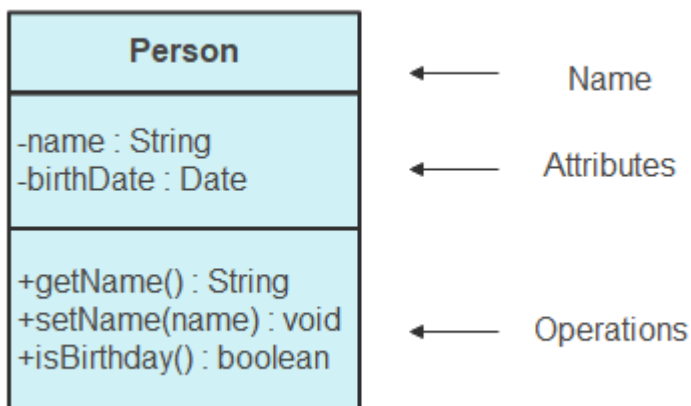 Person
Name
-name : String
-birthDate : Date
Attributes
+getName() : String
+setName(name) : void
+isBirthday() : boolean
Operations